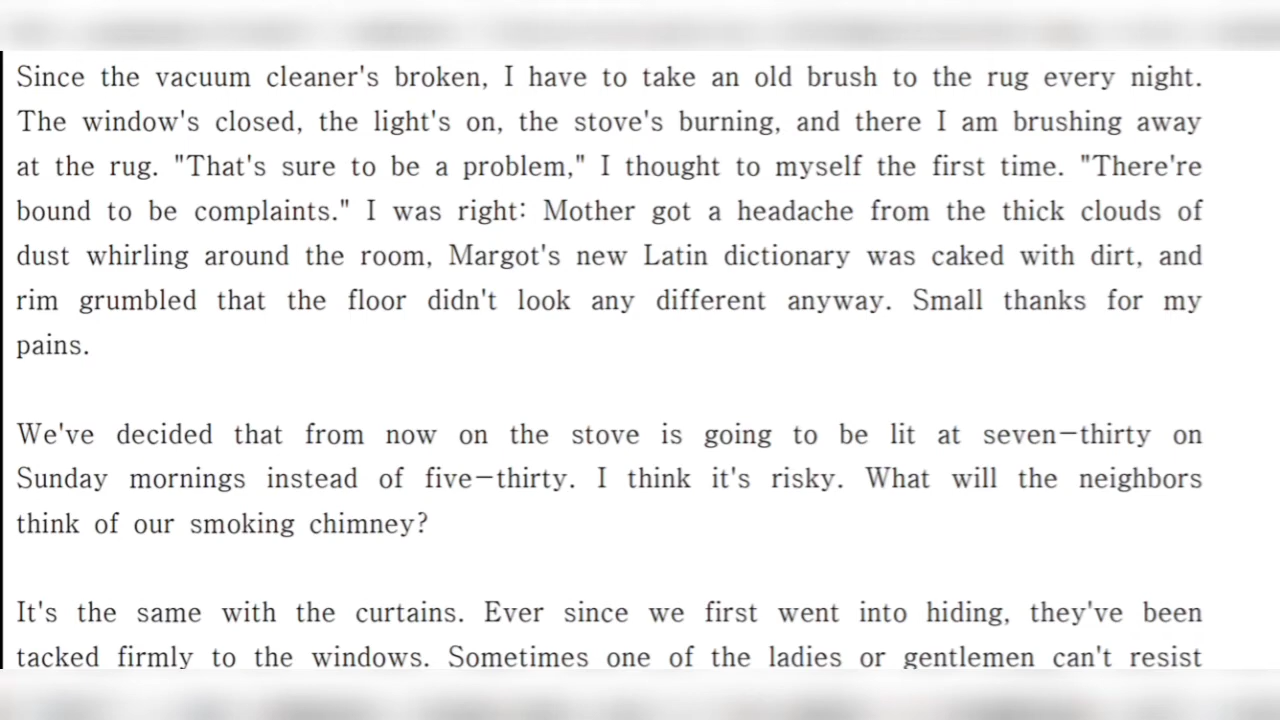 Since the vacuum cleaner's broken, I have to take an old brush to the rug every night.
The window's closed, the light's on, the stove's burning, and there I am brushing away
at the rug. "That's sure to be a problem," I thought to myself the first time. "There're
bound to be complaints." I was right: Mother got a headache from the thick clouds of
dust whirling around the room, Margot's new Latin dictionary was caked with dirt, and
rim grumbled that the floor didn't look any different anyway. Small thanks for my
pains.
We've decided that from now on the stove is going to be lit at seven-thirty on
Sunday mornings instead of five-thirty. I think it's risky. What will the neighbors
think of our smoking chimney?
It's the same with the curtains. Ever since we first went into hiding, they've been
tacked firmly to the windows. Sometimes one of the ladies or gentlemen can't resist